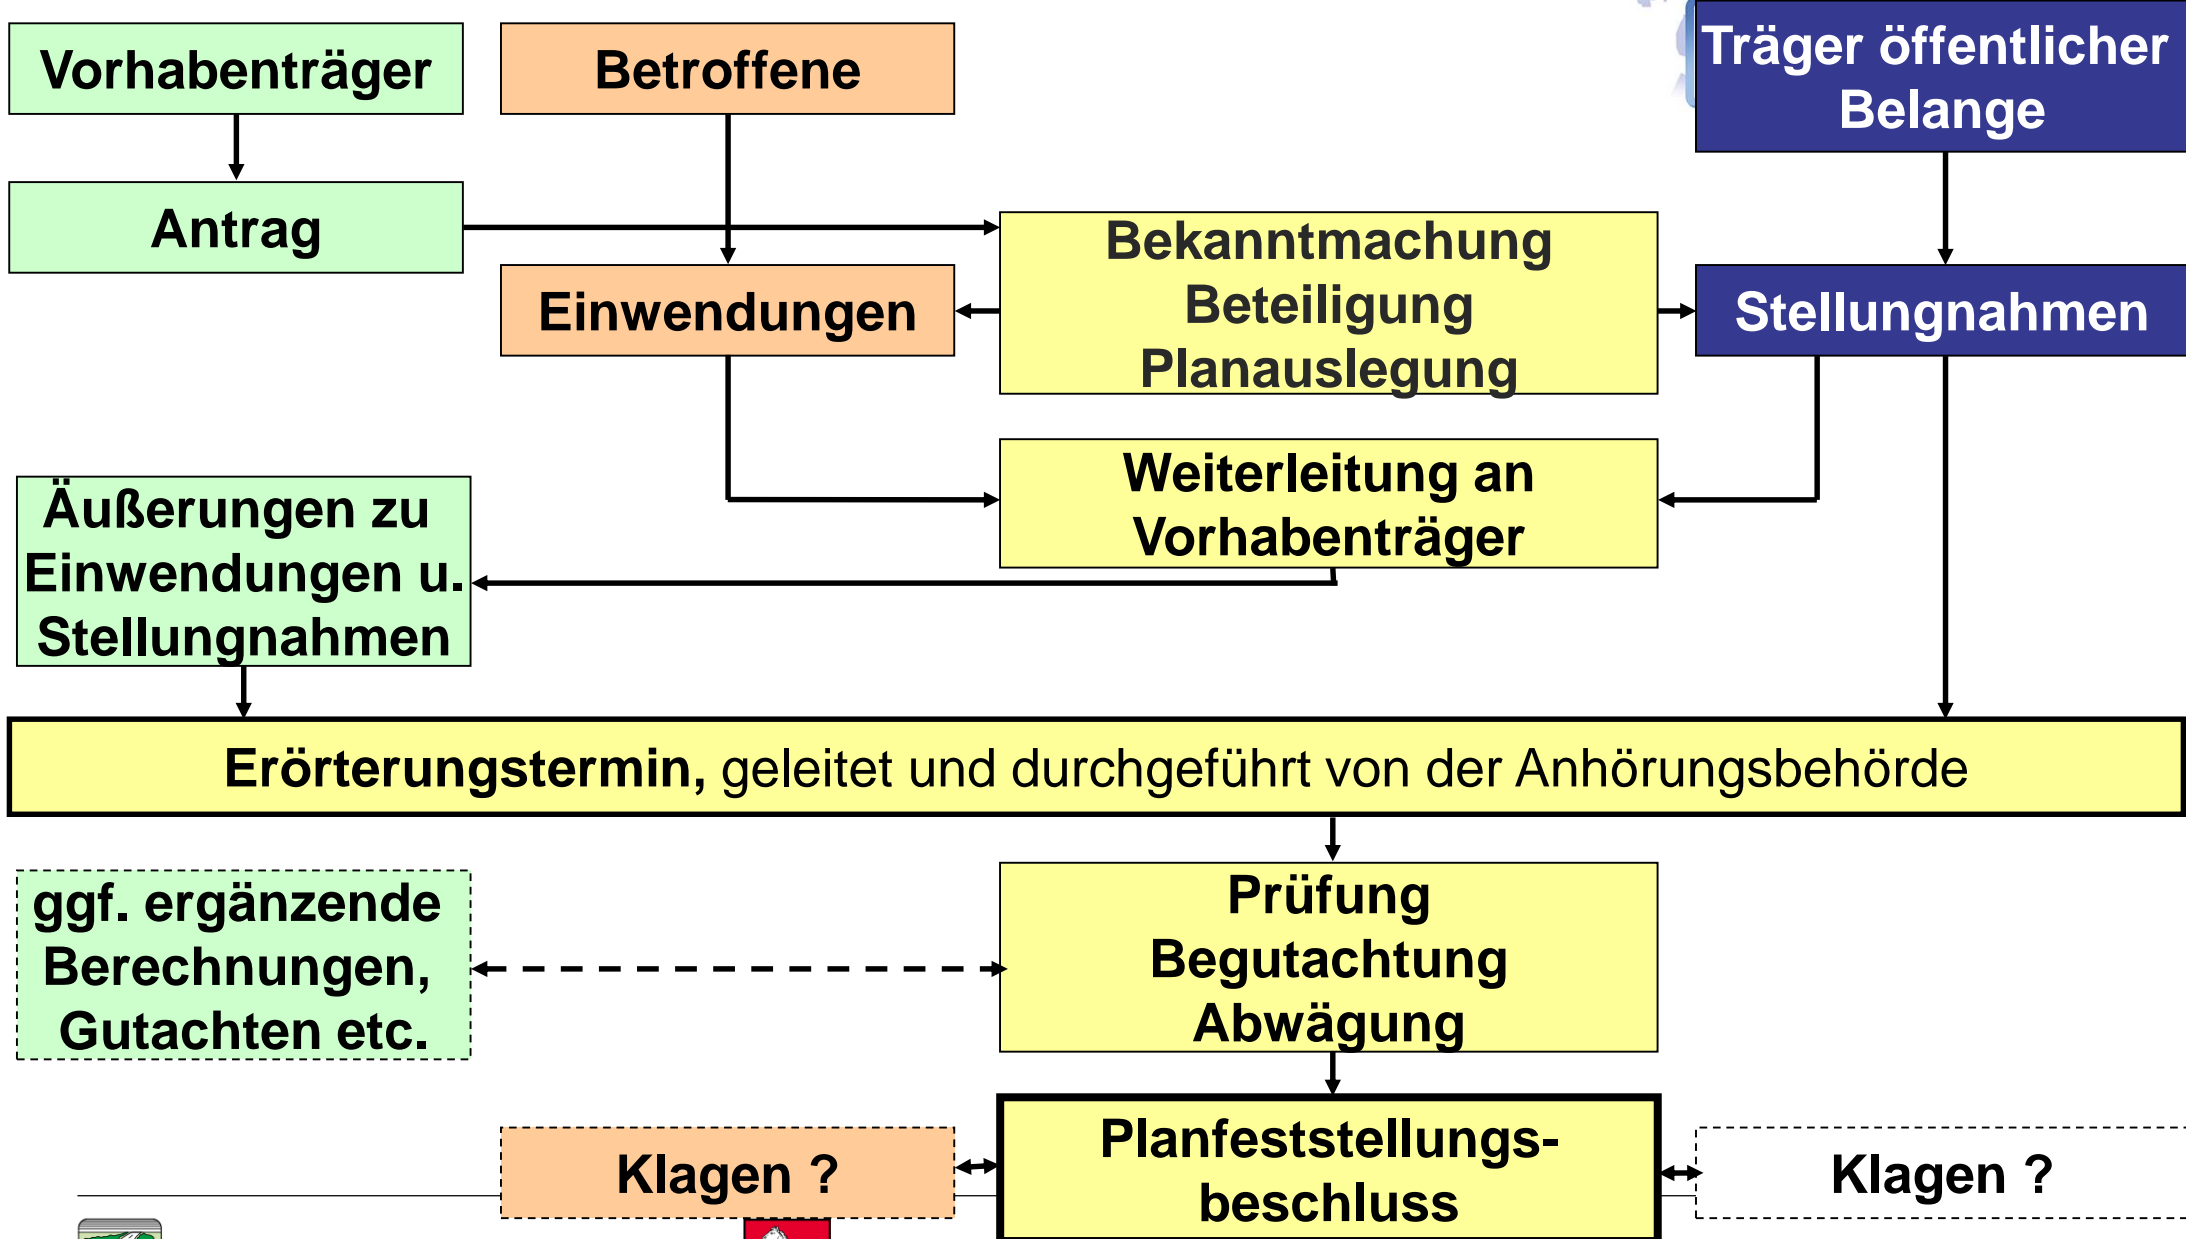 Vorhabenträger
Betroffene
Träger öffentlicher
Belange
Antrag
Bekanntmachung
Beteiligung
Planauslegung
Einwendungen
Stellungnahmen
Weiterleitung an
Vorhabenträger
Äußerungen zu
Einwendungen u.
Stellungnahmen
Erörterungstermin, geleitet und durchgeführt von der Anhörungsbehörde
ggf. ergänzende
Berechnungen,
Gutachten etc.
Prüfung
Begutachtung
Abwägung
Klagen ?
Planfeststellungs-
beschluss
Klagen ?